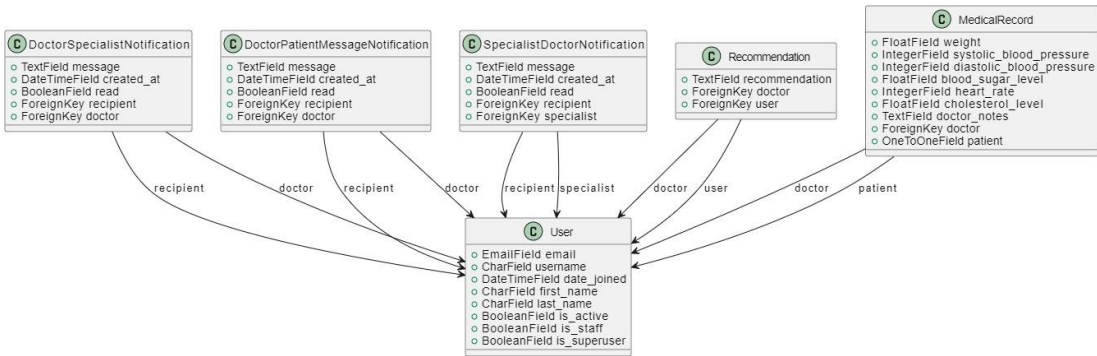 C DoctorSpecialistNotification
TextField message
DateTimeField created_at
BooleanField read
ForeignKey recipient
ForeignKey doctor
C DoctorPatientMessageNotification
TextField message
DateTimeField created_at
BooleanField read
ForeignKey recipient
ForeignKey doctor
C SpecialistDoctorNotification
TextField message
DateTimeField created_at
BooleanField read
ForeignKey recipient
ForeignKey specialist
C Recommendation
TextField recommendation
ForeignKey doctor
ForeignKey user
C MedicalRecord
FloatField weight
IntegerField systolic_blood_pressure
IntegerField diastolic_blood_pressure
FloatField blood_sugar_level
IntegerField heart_rate
FloatField cholesterol_level
TextField doctor_notes
ForeignKey doctor
OneToOneField patient
recipient
doctor
recipient
doctor
recipient
specialist
doctor
user
doctor
patient
C User
EmailField email
CharField username
DateTimeField date_joined
CharField first_name
CharField last_name
BooleanField is_active
BooleanField is_staff
BooleanField is_superuser